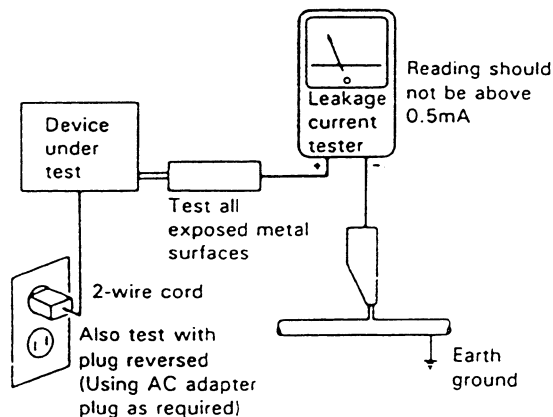 Reading should
not be above
0.5mA
Leakage
current
tester
+ -
Device
under
test
Test all
exposed metal
surfaces
2-wire cord
Also test with
plug reversed
(Using AC adapter
plug as required)
Earth
ground